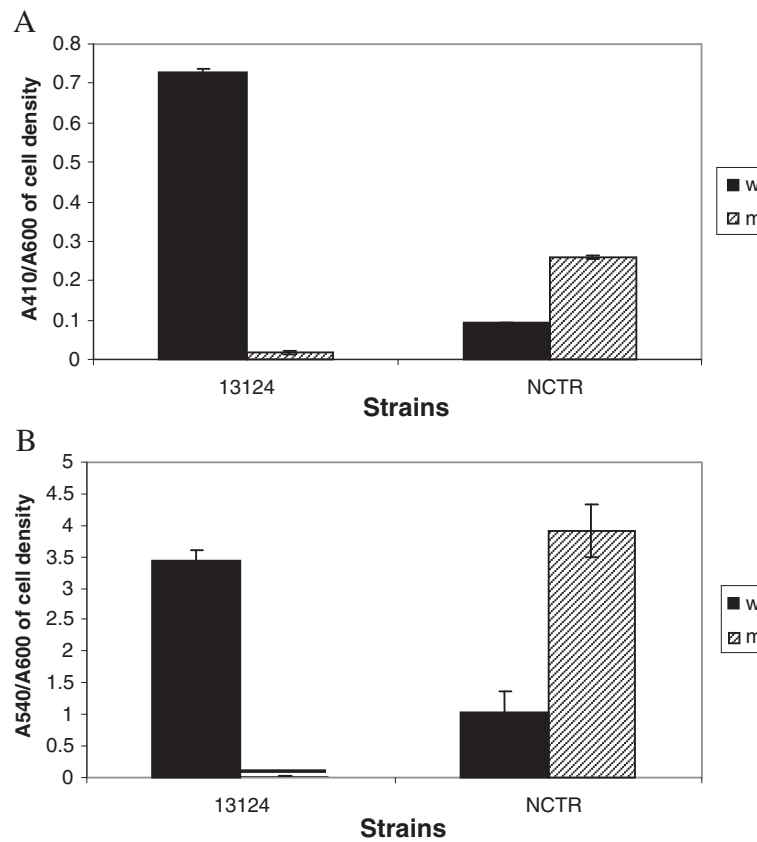 A
A410/A600 of cell density
0.8
0.7
0.6
0.5
0.4
0.3
0.2
0.1
0
w
m
13124
NCTR
Strains
B
A540/A600 of cell density
5
4.5
4
3.5
3
2.5
2
1.5
1
0.5
0
w
m
13124
NCTR
Strains